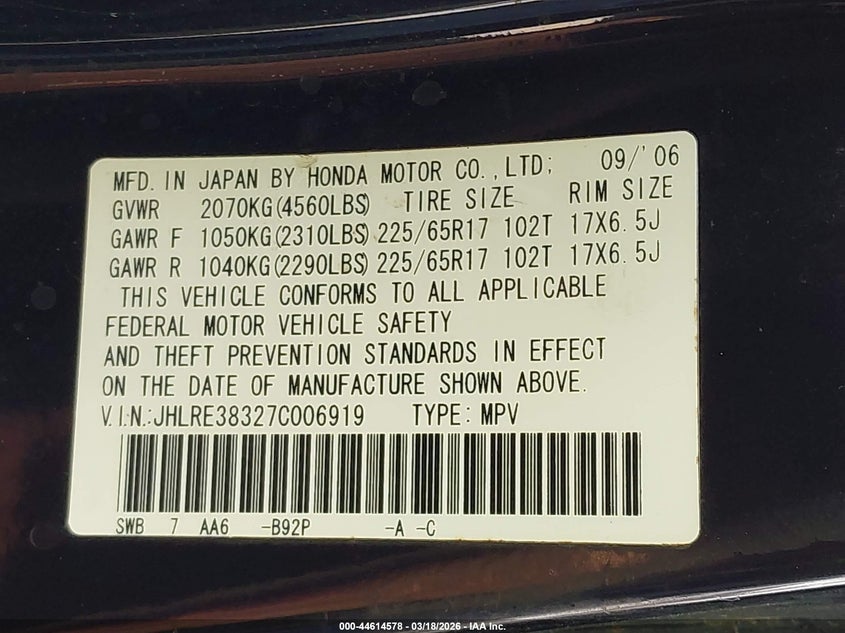 MFD. IN JAPAN BY HONDA MOTOR CO., LTD; 09/'06
GVWR 2070KG(4560LBS) TIRE SIZE RIM SIZE
GAWR F 1050KG(2310LBS) 225/65R17 102T 17X6.5J
GAWR R 1040KG(2290LBS) 225/65R17 102T 17X6.5J
THIS VEHICLE CONFORMS TO ALL APPLICABLE
FEDERAL MOTOR VEHICLE SAFETY
AND THEFT PREVENTION STANDARDS IN EFFECT
ON THE DATE OF MANUFACTURE SHOWN ABOVE.
V.I.N.:JHLRE38327C006919 TYPE: MPV
SWB 7 AA6 -B92P -A -C
000-44614578 - 03/18/2026 - IAA Inc.